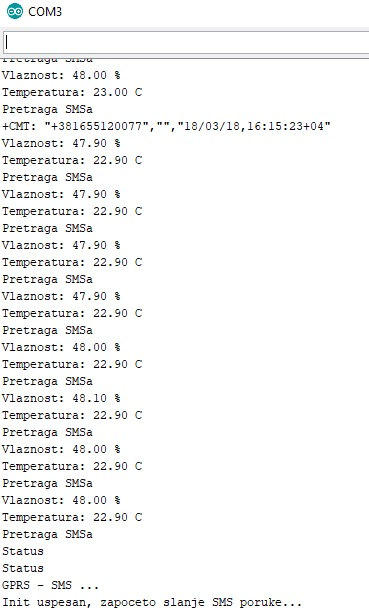 COM3
Pretraga SMSa
Vlaznost: 48.00 %
Temperatura: 23.00 C
Pretraga SMSa
+CMT: "+381655120077","","18/03/18,16:15:23+04"
Vlaznost: 47.90 %
Temperatura: 22.90 C
Pretraga SMSa
Vlaznost: 47.90 %
Temperatura: 22.90 C
Pretraga SMSa
Vlaznost: 47.90 %
Temperatura: 22.90 C
Pretraga SMSa
Vlaznost: 47.90 %
Temperatura: 22.90 C
Pretraga SMSa
Vlaznost: 48.00 %
Temperatura: 22.90 C
Pretraga SMSa
Vlaznost: 48.10 %
Temperatura: 22.90 C
Pretraga SMSa
Vlaznost: 48.00 %
Temperatura: 22.90 C
Pretraga SMSa
Vlaznost: 48.00 %
Temperatura: 22.90 C
Pretraga SMSa
Status
Status
GPRS - SMS ...
Init uspesan, zapoceto slanje SMS poruke...